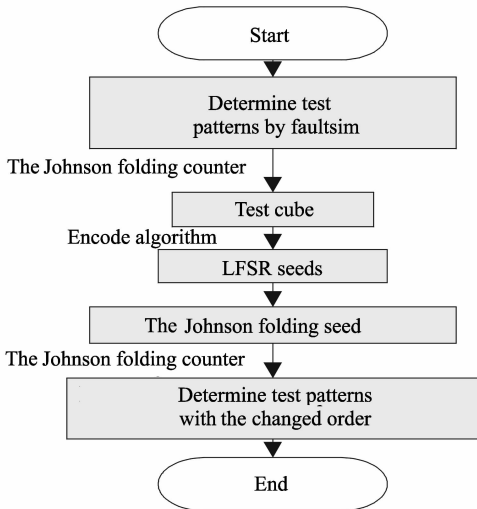 Start
Determine test
patterns by faultsim
The Johnson folding counter
Test cube
Encode algorithm
LFSR seeds
The Johnson folding seed
The Johnson folding counter
Determine test patterns
with the changed order
End